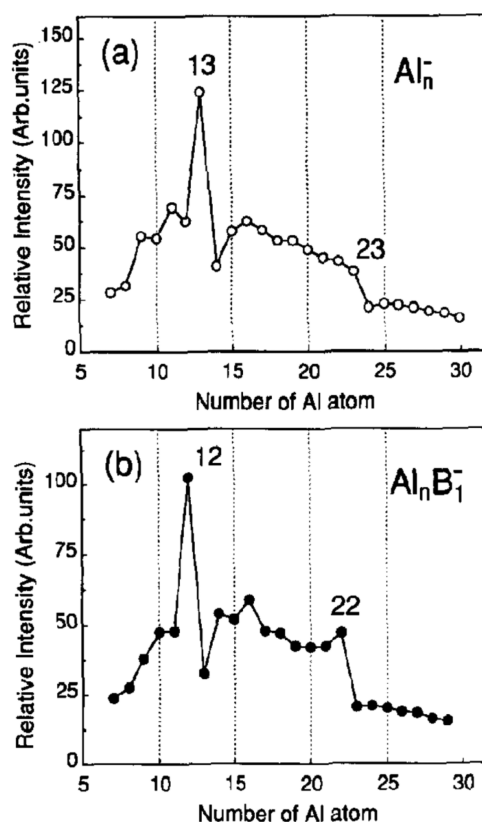 (a)
13
Al⁻ₙ
23
Relative Intensity (Arb.units)
150
125
100
75
50
25
0
5 10 15 20 25 30
Number of Al atom
(b)
12
AlₙB₁⁻
22
Relative Intensity (Arb.units)
100
75
50
25
0
5 10 15 20 25 30
Number of Al atom